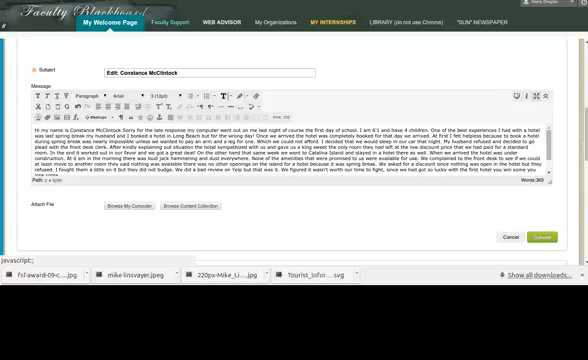 Faculty Blackboard
Harry Shapiro
My Welcome Page
Faculty Support
WEB ADVISOR
My Organizations
MY INTERNSHIPS
LIBRARY (do not use Chrome)
"SUN" NEWSPAPER
Subject
Edit: Constance McClintock
Message
Paragraph
Arial
3 (12pt)
Mashups
HTML CSS
Hi my name is Constance McClintock Sorry for the late response my computer went out on me last night of course the first day of school. I am 6'1 and have 4 children. One of the best experiences I had with a hotel
was last spring break my husband and I booked a hotel in Long Beach but for the wrong day! Once we arrived the hotel was completely booked for that day we arrived. At first I felt helpless because to book a hotel
during spring break was nearly impossible unless we wanted to pay an arm and a leg for one. Which we could not afford. I decided that we would sleep in our car that night. My husband refused and decided to go
plead with the front desk clerk. After kindly explaining out situation the hotel sympathized with us and gave us a king sweet the only room they had left at the low discount price that we had paid for a standard
room. In the end it worked out in our favor and we got a great deal! On the other hand that same week we went to Catalina Island and stayed in a hotel there as well. When we arrived the hotel was under
construction. At 6 am in the morning there was loud jack hammering and dust everywhere. None of the amenities that were promised to us were available for use. We complained to the front desk to see if we could
at least move to another room they said nothing was available.there was no other openings on the island for a hotel room because it was spring break. We asked for a discount since nothing was open in the hotel but they
refused. I fought them a little on it but they did not budge. We did a bad review on Yelp but that was it. We figured it wasn't worth our time to fight, since we had got so lucky with the first hotel you win some you
lose some.
Path: p » span
Words:369
Attach File
Browse My Computer
Browse Content Collection
Cancel
Submit
javascript:;
fsl-award-09-c....jpg
mike linsvayer.jpeg
220px-Mike_Li....jpg
Tourist_infor....svg
Show all downloads...